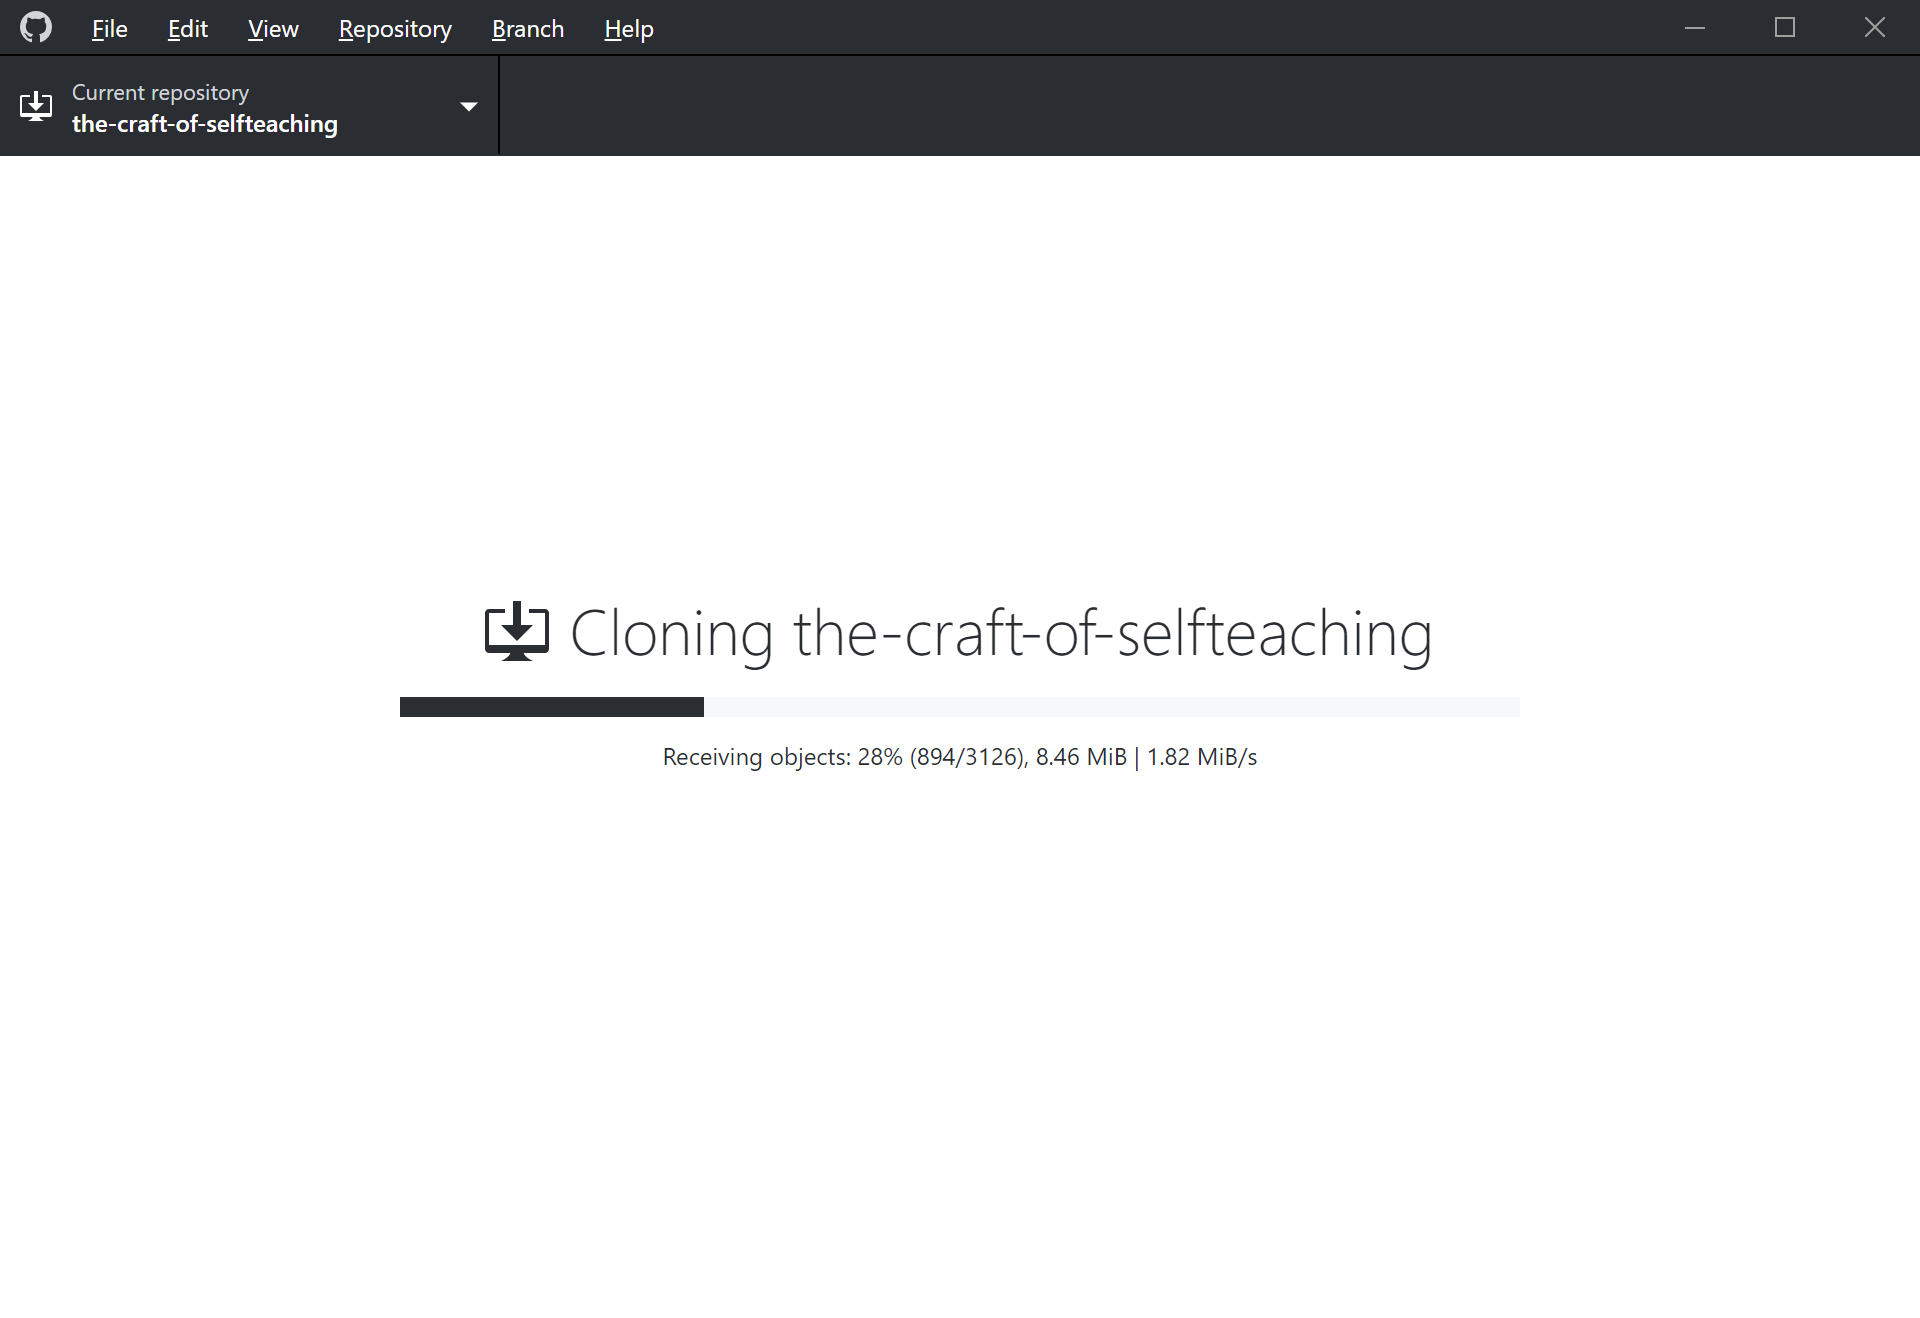 File Edit View Repository Branch Help
Current repository
the-craft-of-selfteaching
Cloning the-craft-of-selfteaching
Receiving objects: 28% (894/3126), 8.46 MiB | 1.82 MiB/s